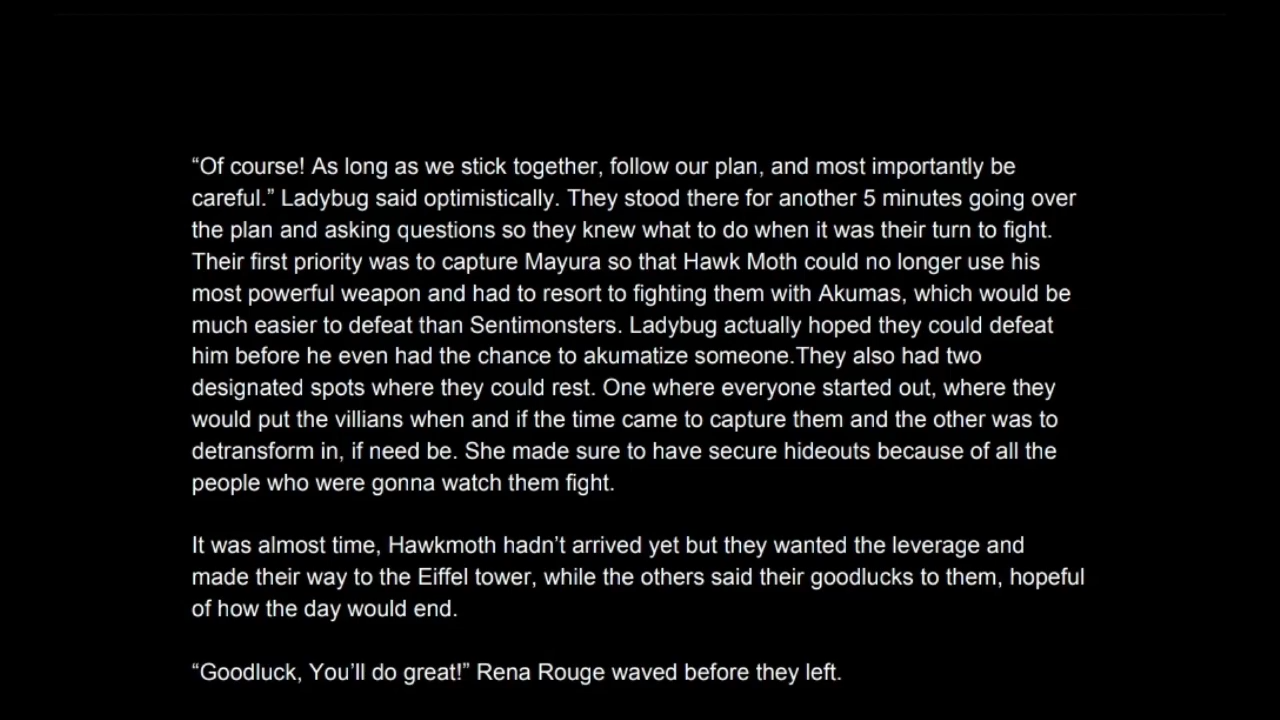 “Of course! As long as we stick together, follow our plan, and most importantly be
careful.” Ladybug said optimistically. They stood there for another 5 minutes going over
the plan and asking questions so they knew what to do when it was their turn to fight.
Their first priority was to capture Mayura so that Hawk Moth could no longer use his
most powerful weapon and had to resort to fighting them with Akumas, which would be
much easier to defeat than Sentimonsters. Ladybug actually hoped they could defeat
him before he even had the chance to akumatize someone.They also had two
designated spots where they could rest. One where everyone started out, where they
would put the villians when and if the time came to capture them and the other was to
detransform in, if need be. She made sure to have secure hideouts because of all the
people who were gonna watch them fight.
It was almost time, Hawkmoth hadn’t arrived yet but they wanted the leverage and
made their way to the Eiffel tower, while the others said their goodlucks to them, hopeful
of how the day would end.
“Goodluck, You’ll do great!” Rena Rouge waved before they left.